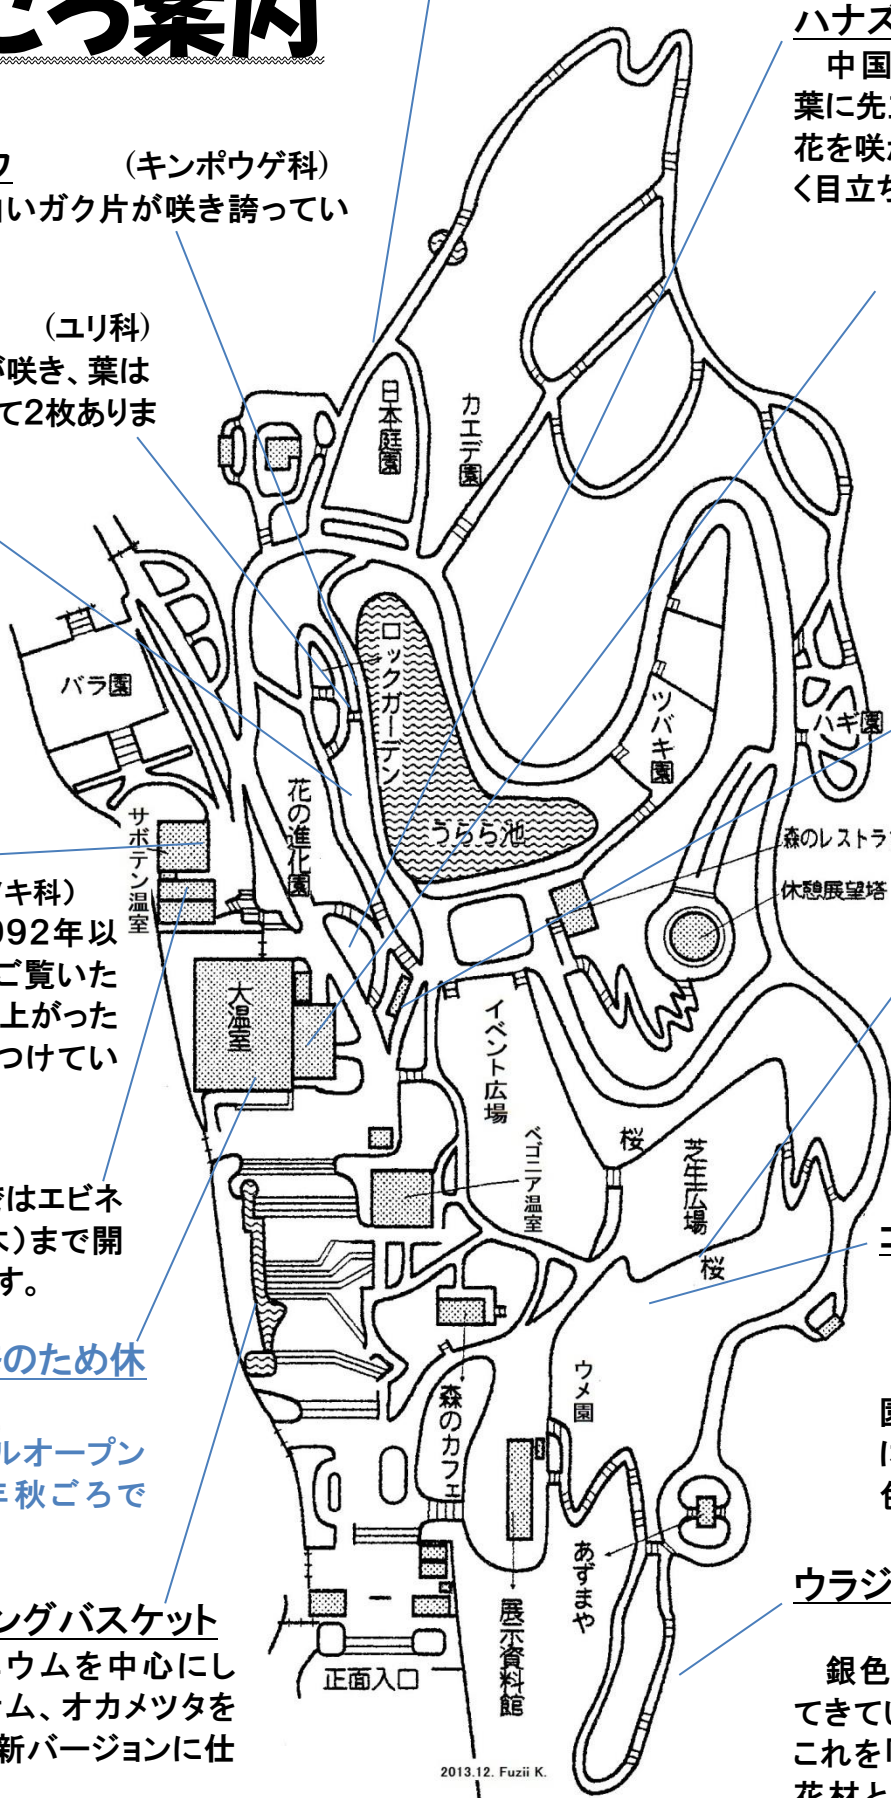 ごろ案内
(キンポウゲ科)
いガク片が咲き誇ってい
(ユリ科)
が咲き、葉は
て2枚ありま
ハナズ
中国
葉に先
花を咲
く目立ち
日本庭園
カエデ園
バラ園
ロックガーデン
うらら池
ツバキ園
ハギ園
花の進化園
サボテン温室
森のレストラ
休憩展望塔
キ科)
992年以
ご覧いた
上がった
つけてい
大温室
イベント広場
ベゴニア温室
桜
芝生広場
桜
ではエビネ
木)まで開
す。
のため休
ルオープン
年秋ごろで
ウメ園
森のカフェ
あずまや
展示資料館
正面入口
ングバスケット
ウムを中心にし
ム、オカメツタを
新バージョンに仕
ウラジ
銀色
てきて
これを「
花材と
2013.12. Fuzii K.